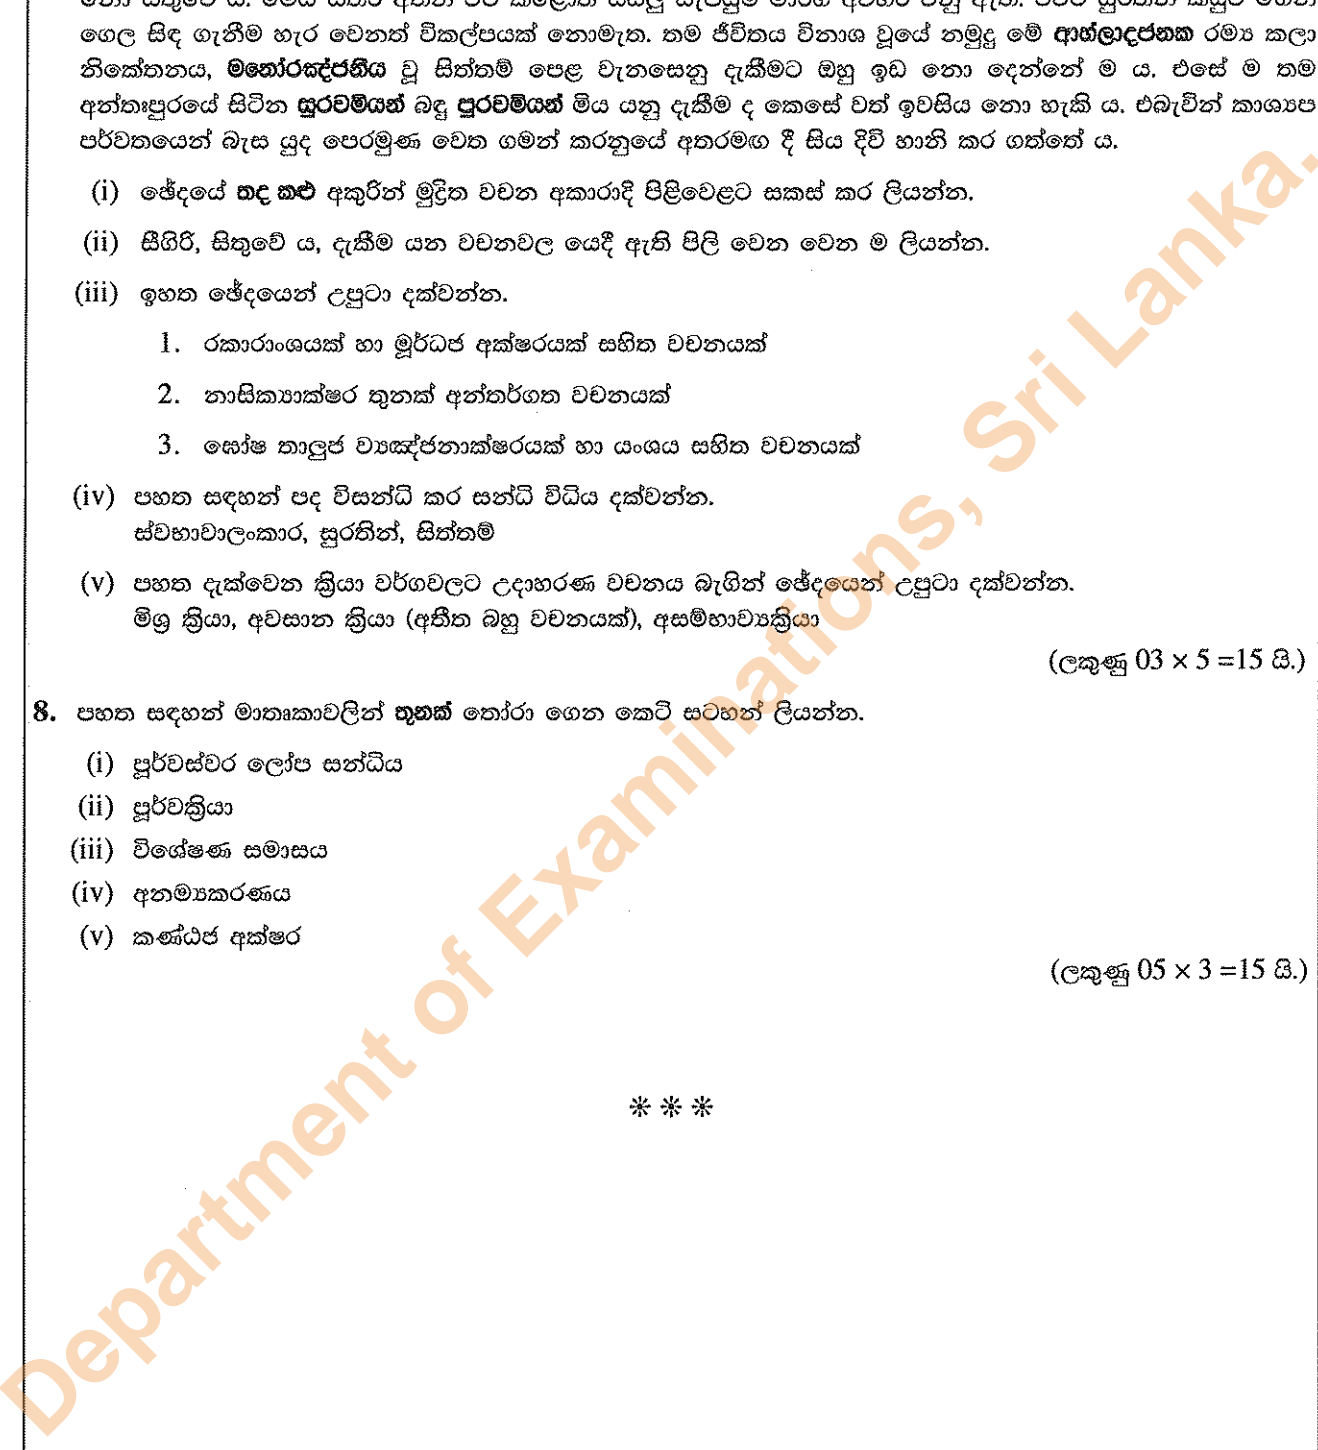 ගෙල සිඳ ගැනීම හැර වෙනත් විකල්පයක් නොමැත. තම ජීවිතය විනාශ වූයේ නමුදු මේ ආහ්ලාදජනක රම්‍ය කලා
නිකේතනය, මනෝරඤ්ජනීය වූ සිත්තම් පෙළ වැනසෙනු දැකීමට ඔහු ඉඩ නො දෙන්නේ ම ය. එසේ ම තම
අන්තඃපුරයේ සිටින සුරවමියන් බඳු පුරවමියන් මිය යනු දැකීම ද කෙසේ වත් ඉවසිය නො හැකි ය. එබැවින් කාශ්‍යප
පර්වතයෙන් බැස යුද පෙරමුණ වෙත ගමන් කරනුයේ අතරමඟ දී සිය දිවි හානි කර ගත්තේ ය.
(i) ඡේදයේ තද කළු අකුරින් මුද්‍රිත වචන අකාරාදි පිළිවෙළට සකස් කර ලියන්න.
(ii) සීගිරි, සිතුවේ ය, දැකීම යන වචනවල යෙදී ඇති පිලි වෙන වෙන ම ලියන්න.
(iii) ඉහත ඡේදයෙන් උපුටා දක්වන්න.
1. රකාරාංශයක් හා මූර්ධජ අක්ෂරයක් සහිත වචනයක්
2. නාසික්‍යාක්ෂර තුනක් අන්තර්ගත වචනයක්
3. ඝෝෂ තාලුජ ව්‍යඤ්ජනාක්ෂරයක් හා යංශය සහිත වචනයක්
(iv) පහත සඳහන් පද විසන්ධි කර සන්ධි විධිය දක්වන්න.
ස්වභාවාලංකාර, සුරතින්, සිත්තම්
(v) පහත දැක්වෙන ක්‍රියා වර්ගවලට උදාහරණ වචනය බැගින් ඡේදයෙන් උපුටා දක්වන්න.
මිශ්‍ර ක්‍රියා, අවසාන ක්‍රියා (අතීත බහු වචනයක්), අසම්භාව්‍යක්‍රියා
(ලකුණු 03 × 5 =15 යි.)
8. පහත සඳහන් මාතෘකාවලින් තුනක් තෝරා ගෙන කෙටි සටහන් ලියන්න.
(i) පූර්වස්වර ලෝප සන්ධිය
(ii) පූර්වක්‍රියා
(iii) විශේෂණ සමාසය
(iv) අනම්‍යකරණය
(v) කණ්ඨජ අක්ෂර
(ලකුණු 05 × 3 =15 යි.)
***
Department of Examinations, Sri Lanka.